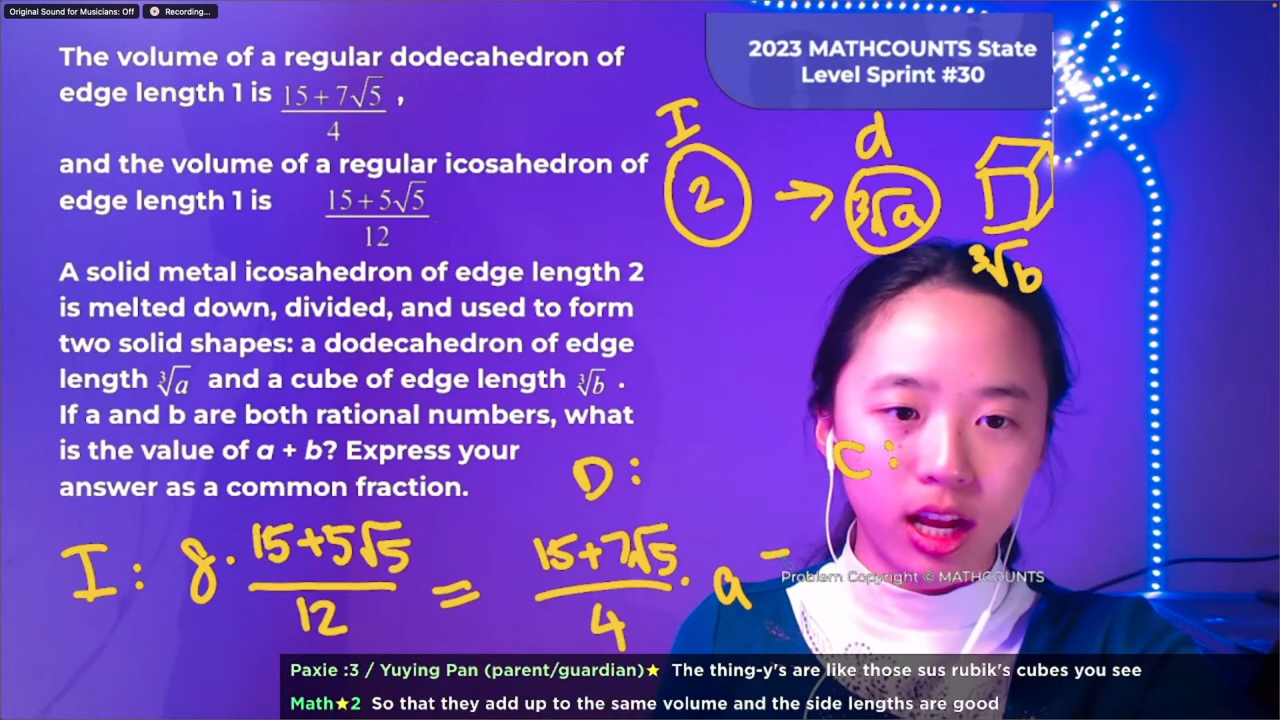 Original Sound for Musicians: Off
Recording...
2023 MATHCOUNTS State
Level Sprint #30
The volume of a regular dodecahedron of
edge length 1 is (15 + 7√5)/4 ,
and the volume of a regular icosahedron of
edge length 1 is (15 + 5√5)/12
A solid metal icosahedron of edge length 2
is melted down, divided, and used to form
two solid shapes: a dodecahedron of edge
length ∛a and a cube of edge length ∛b .
If a and b are both rational numbers, what
is the value of a + b? Express your
answer as a common fraction.
I
d
2 → ∛a
∛b
D:
C:
I: 8 · (15+5√5)/12 = (15+7√5)/4 · a -
Problem Copyright © MATHCOUNTS
Paxie :3 / Yuying Pan (parent/guardian)★ The thing-y's are like those sus rubik's cubes you see
Math★2 So that they add up to the same volume and the side lengths are good